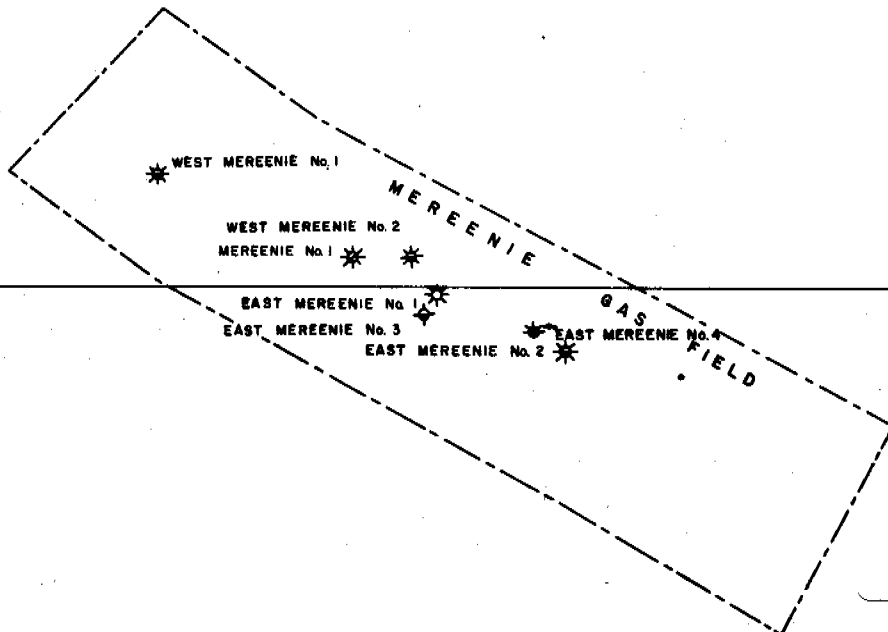 WEST MEREENIE No. 1
MEREENIE
WEST MEREENIE No. 2
MEREENIE No. 1
GAS
EAST MEREENIE No. 1
EAST MEREENIE No. 3
EAST MEREENIE No. 4
EAST MEREENIE No. 2
FIELD